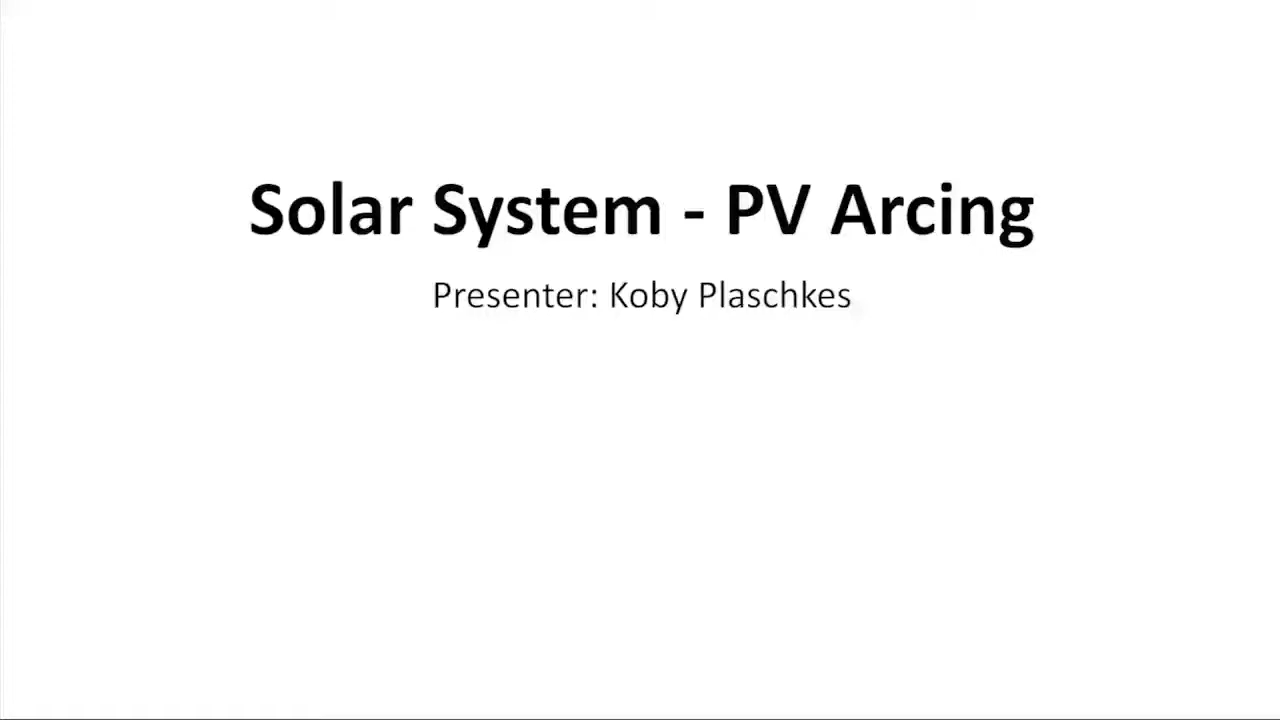 Solar System - PV Arcing
Presenter: Koby Plaschkes